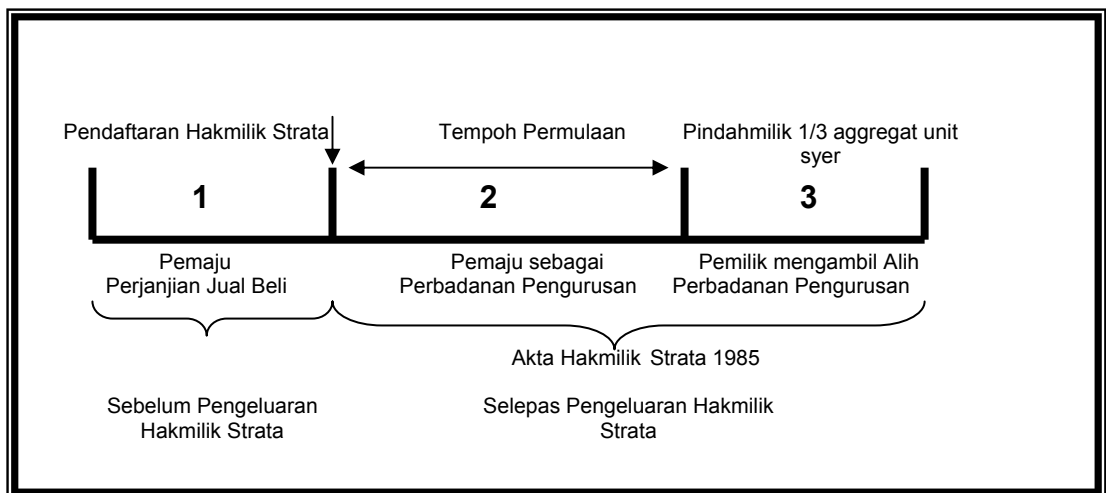 Pendaftaran Hakmilik Strata
Tempoh Permulaan
Pindahmilik 1/3 aggregat unit
syer
1
2
3
Pemaju
Perjanjian Jual Beli
Pemaju sebagai
Perbadanan Pengurusan
Pemilik mengambil Alih
Perbadanan Pengurusan
Akta Hakmilik Strata 1985
Sebelum Pengeluaran
Hakmilik Strata
Selepas Pengeluaran Hakmilik
Strata